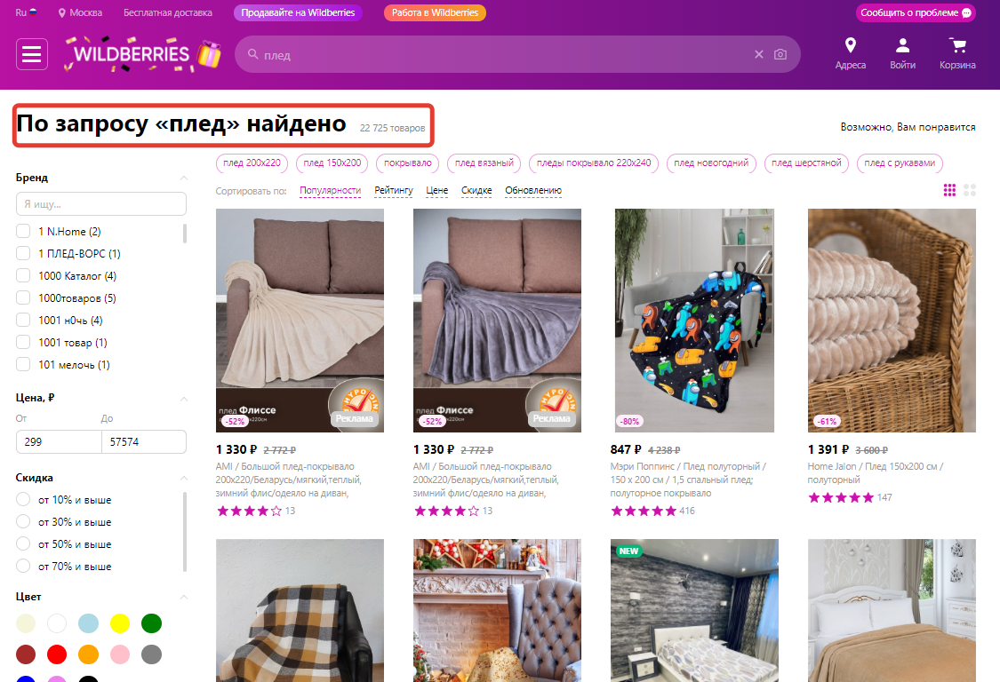 Ru
Москва
Бесплатная доставка
Продавайте на Wildberries
Работа в Wildberries
Сообщить о проблеме
WILDBERRIES
плед
Адреса
Войти
Корзина
По запросу «плед» найдено 22 725 товаров
Возможно, Вам понравится
плед 200х220
плед 150х200
покрывало
плед вязаный
пледы покрывало 220х240
плед новогодний
плед шерстяной
плед с рукавами
Сортировать по: Популярности Рейтингу Цене Скидке Обновлению
Бренд
Я ищу...
1 N.Home (2)
1 ПЛЕД-ВОРС (1)
1000 Каталог (4)
1000товаров (5)
1001 н0чь (4)
1001 товар (1)
101 мелочь (1)
Цена, ₽
От
До
299
57574
Скидка
от 10% и выше
от 30% и выше
от 50% и выше
от 70% и выше
Цвет
плед Флиссе
-52%
Реклама
1 330 ₽ 2 772 ₽
AMI / Большой плед-покрывало
200х220/Беларусь/мягкий,теплый,
зимний флис/одеяло на диван,
13
плед Флиссе
-52%
Реклама
1 330 ₽ 2 772 ₽
AMI / Большой плед-покрывало
200х220/Беларусь/мягкий,теплый,
зимний флис/одеяло на диван,
13
-80%
847 ₽ 4 238 ₽
Мэри Поппинс / Плед полуторный /
150 х 200 см / 1,5 спальный плед;
полуторное покрывало
416
-61%
1 391 ₽ 3 600 ₽
Home Jalon / Плед 150х200 см /
полуторный
147
NEW